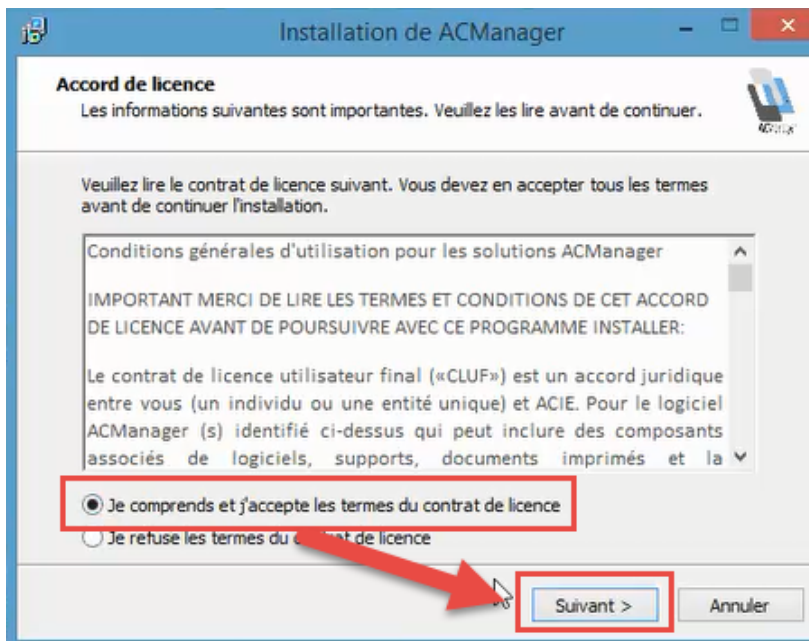 Installation de ACManager
Accord de licence
Les informations suivantes sont importantes. Veuillez les lire avant de continuer.
Veuillez lire le contrat de licence suivant. Vous devez en accepter tous les termes
avant de continuer l'installation.
Conditions générales d'utilisation pour les solutions ACManager
IMPORTANT MERCI DE LIRE LES TERMES ET CONDITIONS DE CET ACCORD
DE LICENCE AVANT DE POURSUIVRE AVEC CE PROGRAMME INSTALLER:
Le contrat de licence utilisateur final («CLUF») est un accord juridique
entre vous (un individu ou une entité unique) et ACIE. Pour le logiciel
ACManager (s) identifié ci-dessus qui peut inclure des composants
associés de logiciels, supports, documents imprimés et la
Je comprends et j'accepte les termes du contrat de licence
Je refuse les termes du contrat de licence
Suivant >
Annuler